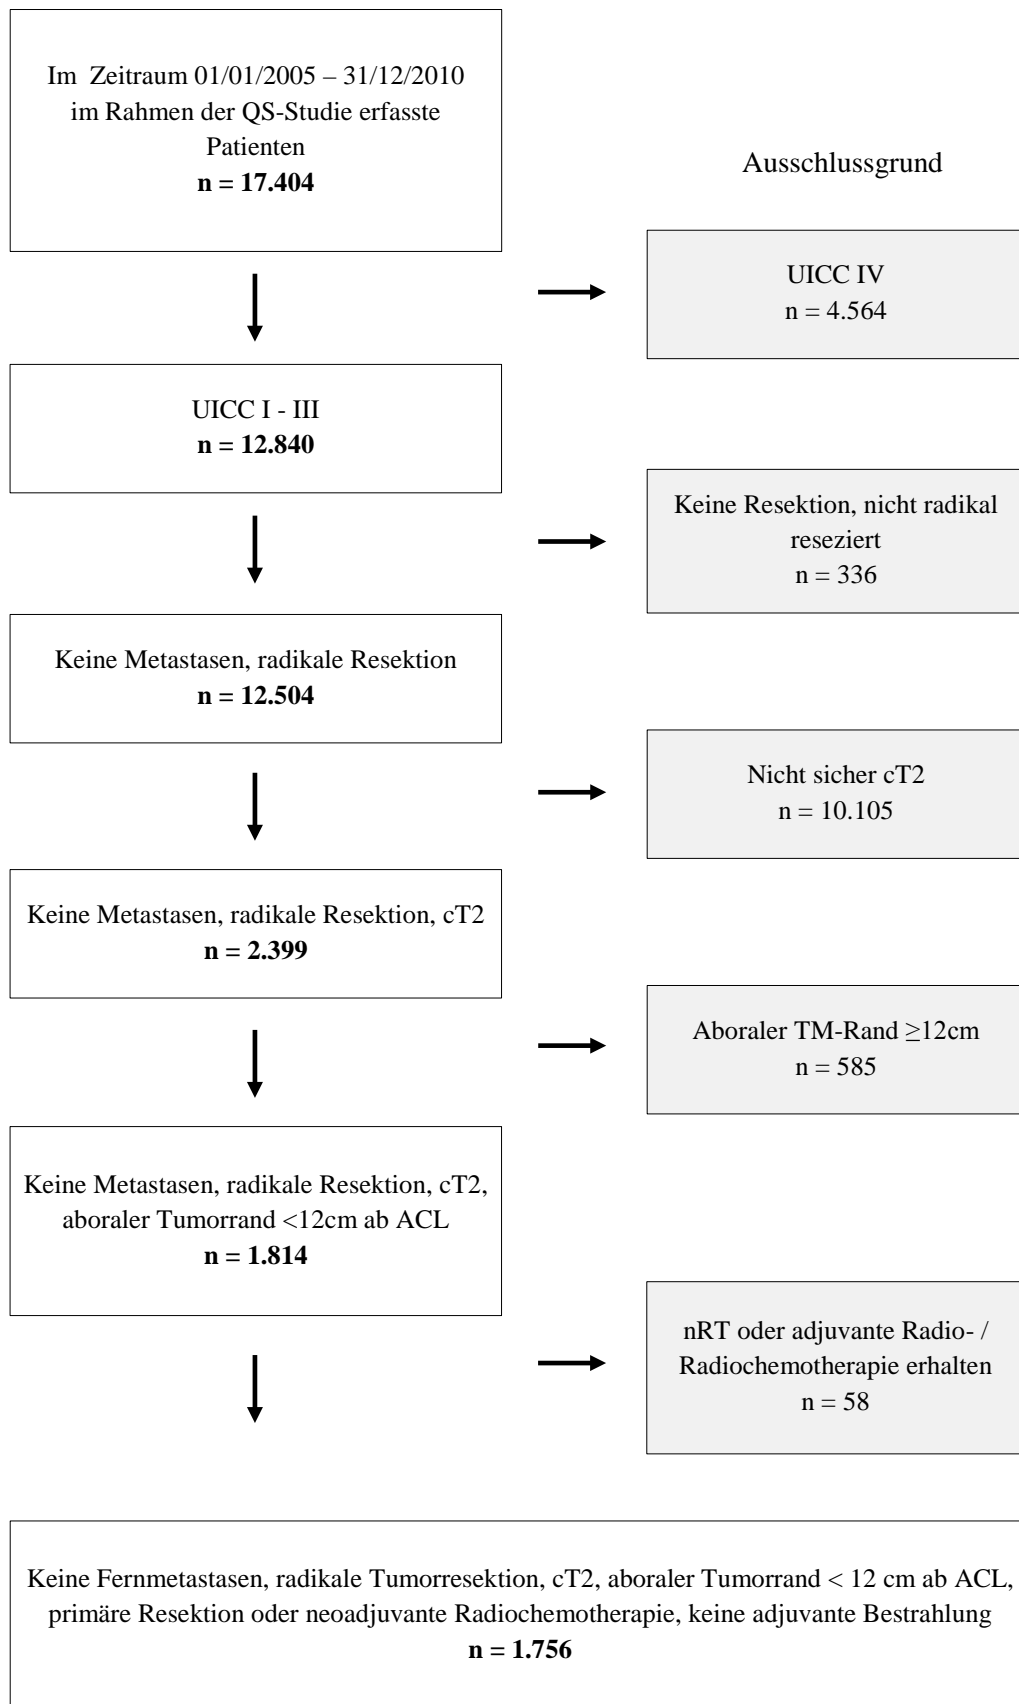 Im Zeitraum 01/01/2005 – 31/12/2010
im Rahmen der QS-Studie erfasste
Patienten
n = 17.404
Ausschlussgrund
UICC IV
n = 4.564
UICC I - III
n = 12.840
Keine Resektion, nicht radikal
reseziert
n = 336
Keine Metastasen, radikale Resektion
n = 12.504
Nicht sicher cT2
n = 10.105
Keine Metastasen, radikale Resektion, cT2
n = 2.399
Aboraler TM-Rand ≥12cm
n = 585
Keine Metastasen, radikale Resektion, cT2,
aboraler Tumorrand <12cm ab ACL
n = 1.814
nRT oder adjuvante Radio- /
Radiochemotherapie erhalten
n = 58
Keine Fernmetastasen, radikale Tumorresektion, cT2, aboraler Tumorrand < 12 cm ab ACL,
primäre Resektion oder neoadjuvante Radiochemotherapie, keine adjuvante Bestrahlung
n = 1.756